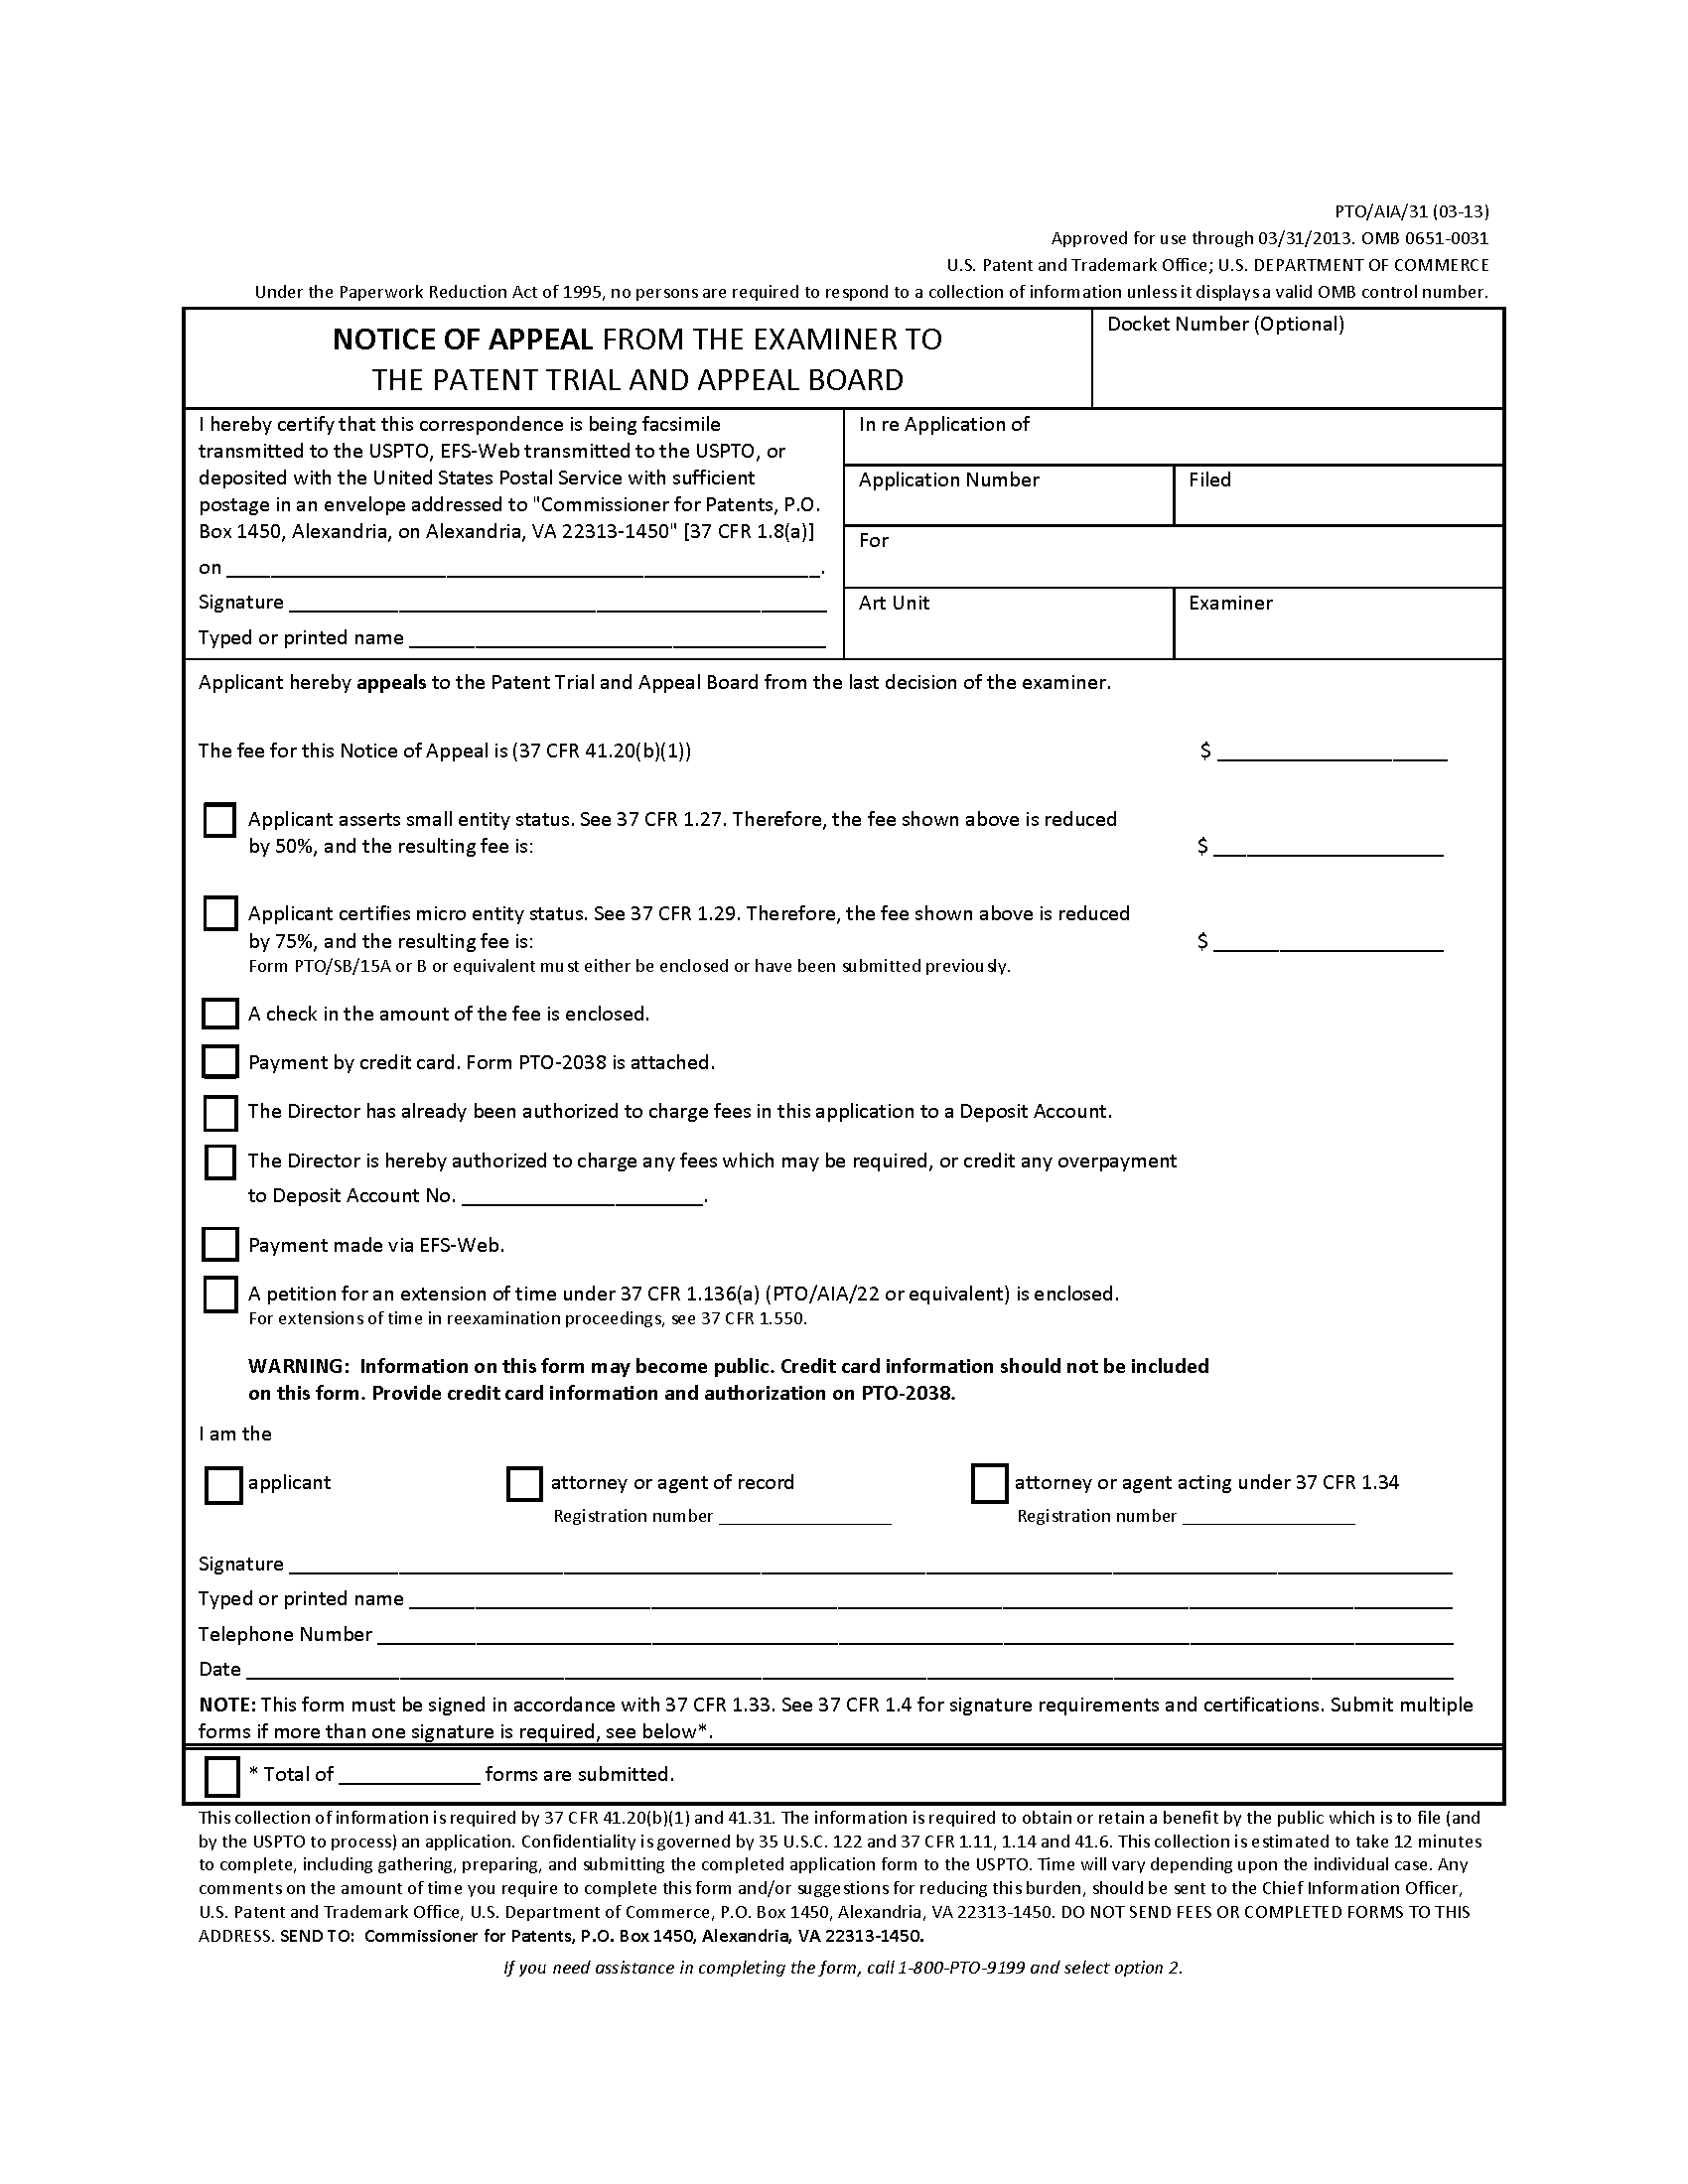 PTO/AIA/31 (03-13)
Approved for use through 03/31/2013. OMB 0651-0031
U.S. Patent and Trademark Office; U.S. DEPARTMENT OF COMMERCE
Under the Paperwork Reduction Act of 1995, no persons are required to respond to a collection of information unless it displays a valid OMB control number.
NOTICE OF APPEAL FROM THE EXAMINER TO
THE PATENT TRIAL AND APPEAL BOARD
Docket Number (Optional)
I hereby certify that this correspondence is being facsimile
transmitted to the USPTO, EFS-Web transmitted to the USPTO, or
deposited with the United States Postal Service with sufficient
postage in an envelope addressed to "Commissioner for Patents, P.O.
Box 1450, Alexandria, on Alexandria, VA 22313-1450" [37 CFR 1.8(a)]
on ______________________.
Signature ______________________
Typed or printed name ______________________
In re Application of
Application Number
Filed
For
Art Unit
Examiner
Applicant hereby appeals to the Patent Trial and Appeal Board from the last decision of the examiner.
The fee for this Notice of Appeal is (37 CFR 41.20(b)(1))
$ ______________________
Applicant asserts small entity status. See 37 CFR 1.27. Therefore, the fee shown above is reduced
by 50%, and the resulting fee is:
$ ______________________
Applicant certifies micro entity status. See 37 CFR 1.29. Therefore, the fee shown above is reduced
by 75%, and the resulting fee is:
$ ______________________
Form PTO/SB/15A or B or equivalent must either be enclosed or have been submitted previously.
A check in the amount of the fee is enclosed.
Payment by credit card. Form PTO-2038 is attached.
The Director has already been authorized to charge fees in this application to a Deposit Account.
The Director is hereby authorized to charge any fees which may be required, or credit any overpayment
to Deposit Account No. ______________________.
Payment made via EFS-Web.
A petition for an extension of time under 37 CFR 1.136(a) (PTO/AIA/22 or equivalent) is enclosed.
For extensions of time in reexamination proceedings, see 37 CFR 1.550.
WARNING: Information on this form may become public. Credit card information should not be included
on this form. Provide credit card information and authorization on PTO-2038.
I am the
applicant
attorney or agent of record
attorney or agent acting under 37 CFR 1.34
Registration number __________________
Registration number __________________
Signature ______________________
Typed or printed name ______________________
Telephone Number ______________________
Date ______________________
NOTE: This form must be signed in accordance with 37 CFR 1.33. See 37 CFR 1.4 for signature requirements and certifications. Submit multiple
forms if more than one signature is required, see below*.
* Total of _____________ forms are submitted.
This collection of information is required by 37 CFR 41.20(b)(1) and 41.31. The information is required to obtain or retain a benefit by the public which is to file (and
by the USPTO to process) an application. Confidentiality is governed by 35 U.S.C. 122 and 37 CFR 1.11, 1.14 and 41.6. This collection is estimated to take 12 minutes
to complete, including gathering, preparing, and submitting the completed application form to the USPTO. Time will vary depending upon the individual case. Any
comments on the amount of time you require to complete this form and/or suggestions for reducing this burden, should be sent to the Chief Information Officer,
U.S. Patent and Trademark Office, U.S. Department of Commerce, P.O. Box 1450, Alexandria, VA 22313-1450. DO NOT SEND FEES OR COMPLETED FORMS TO THIS
ADDRESS. SEND TO: Commissioner for Patents, P.O. Box 1450, Alexandria, VA 22313-1450.
If you need assistance in completing the form, call 1-800-PTO-9199 and select option 2.